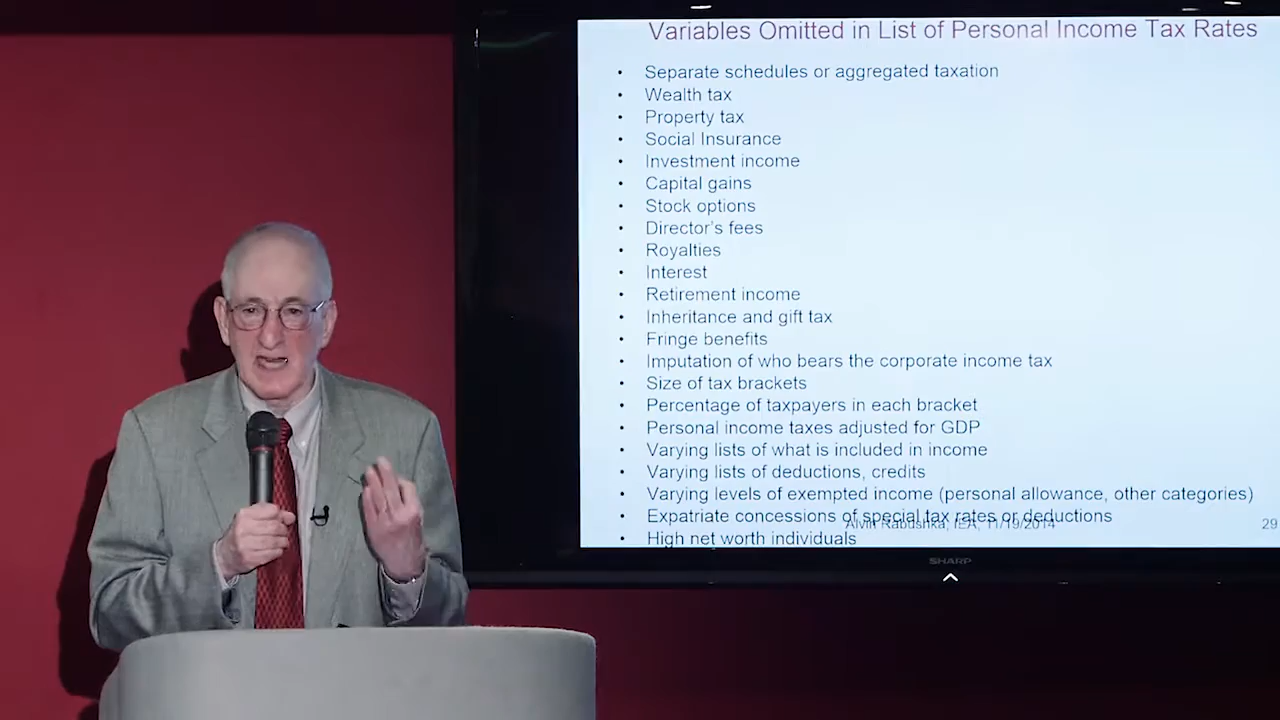 Variables Omitted in List of Personal Income Tax Rates
• Separate schedules or aggregated taxation
• Wealth tax
• Property tax
• Social Insurance
• Investment income
• Capital gains
• Stock options
• Director's fees
• Royalties
• Interest
• Retirement income
• Inheritance and gift tax
• Fringe benefits
• Imputation of who bears the corporate income tax
• Size of tax brackets
• Percentage of taxpayers in each bracket
• Personal income taxes adjusted for GDP
• Varying lists of what is included in income
• Varying lists of deductions, credits
• Varying levels of exempted income (personal allowance, other categories)
• Expatriate concessions of special tax rates or deductions
Alvin Rabushka, IEA, 11/19/2014
29
• High net worth individuals
SHARP